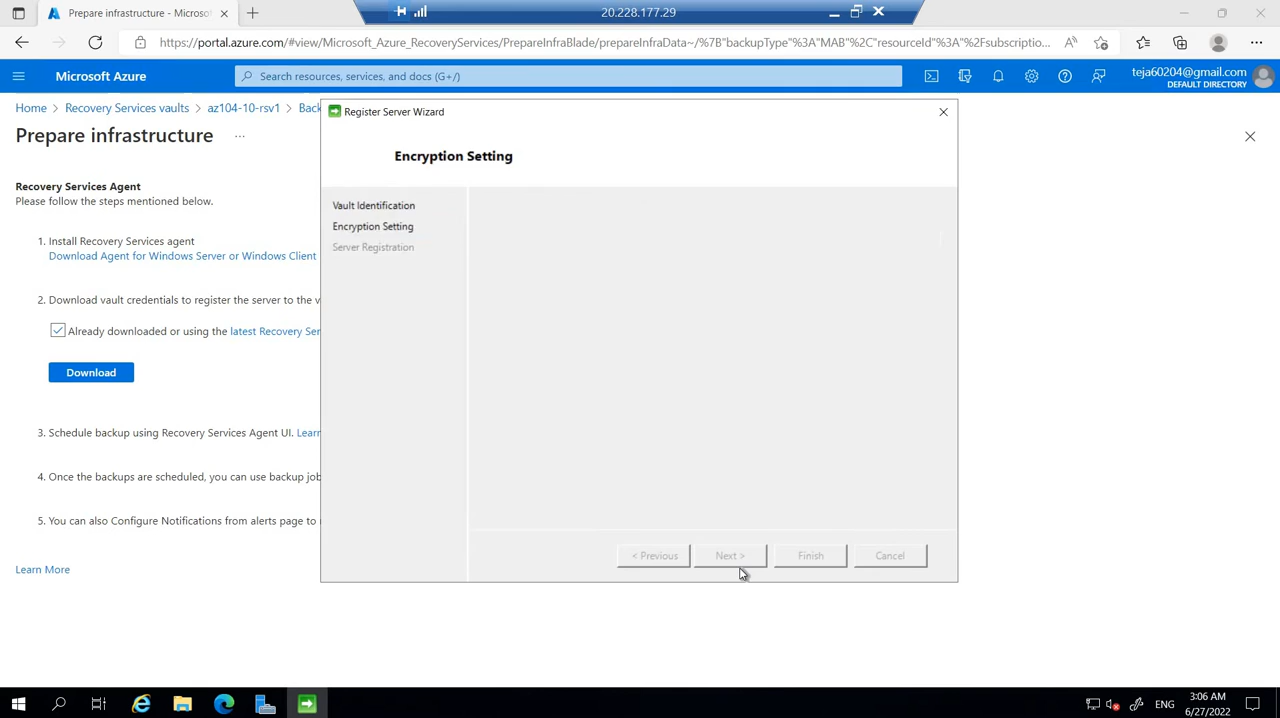 Prepare infrastructure - Microsof
20.228.177.29
https://portal.azure.com/#view/Microsoft_Azure_RecoveryServices/PrepareInfraBlade/prepareInfraData~/%7B"backupType"%3A"MAB"%2C"resourceId"%3A"%2Fsubscriptio...
Microsoft Azure
Search resources, services, and docs (G+/)
teja60204@gmail.com
DEFAULT DIRECTORY
Home > Recovery Services vaults > az104-10-rsv1 > Back
Prepare infrastructure ...
Register Server Wizard
Encryption Setting
Vault Identification
Encryption Setting
Server Registration
Recovery Services Agent
Please follow the steps mentioned below.
1. Install Recovery Services agent
Download Agent for Windows Server or Windows Client
2. Download vault credentials to register the server to the v
Already downloaded or using the latest Recovery Ser
Download
3. Schedule backup using Recovery Services Agent UI. Learn
4. Once the backups are scheduled, you can use backup job
5. You can also Configure Notifications from alerts page to
Learn More
< Previous
Next >
Finish
Cancel
ENG
3:06 AM
6/27/2022